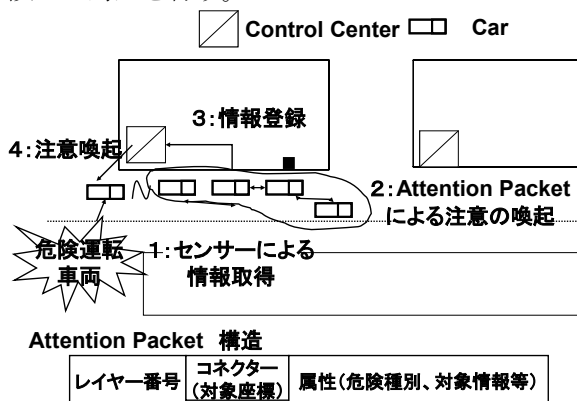 Control Center Car
3:情報登録
4:注意喚起
2:Attention Packet
による注意の喚起
危険運転
車両
1:センサーによる
情報取得
Attention Packet 構造
レイヤー番号 コネクター(対象座標) 属性(危険種別、対象情報等)